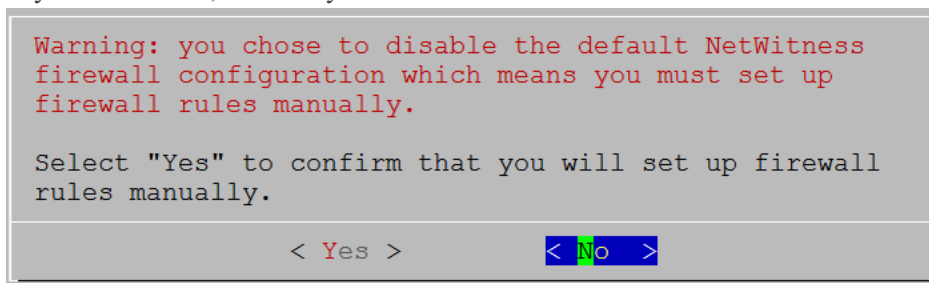 Warning: you chose to disable the default NetWitness
firewall configuration which means you must set up
firewall rules manually.
Select "Yes" to confirm that you will set up firewall
rules manually.
< Yes > < No >